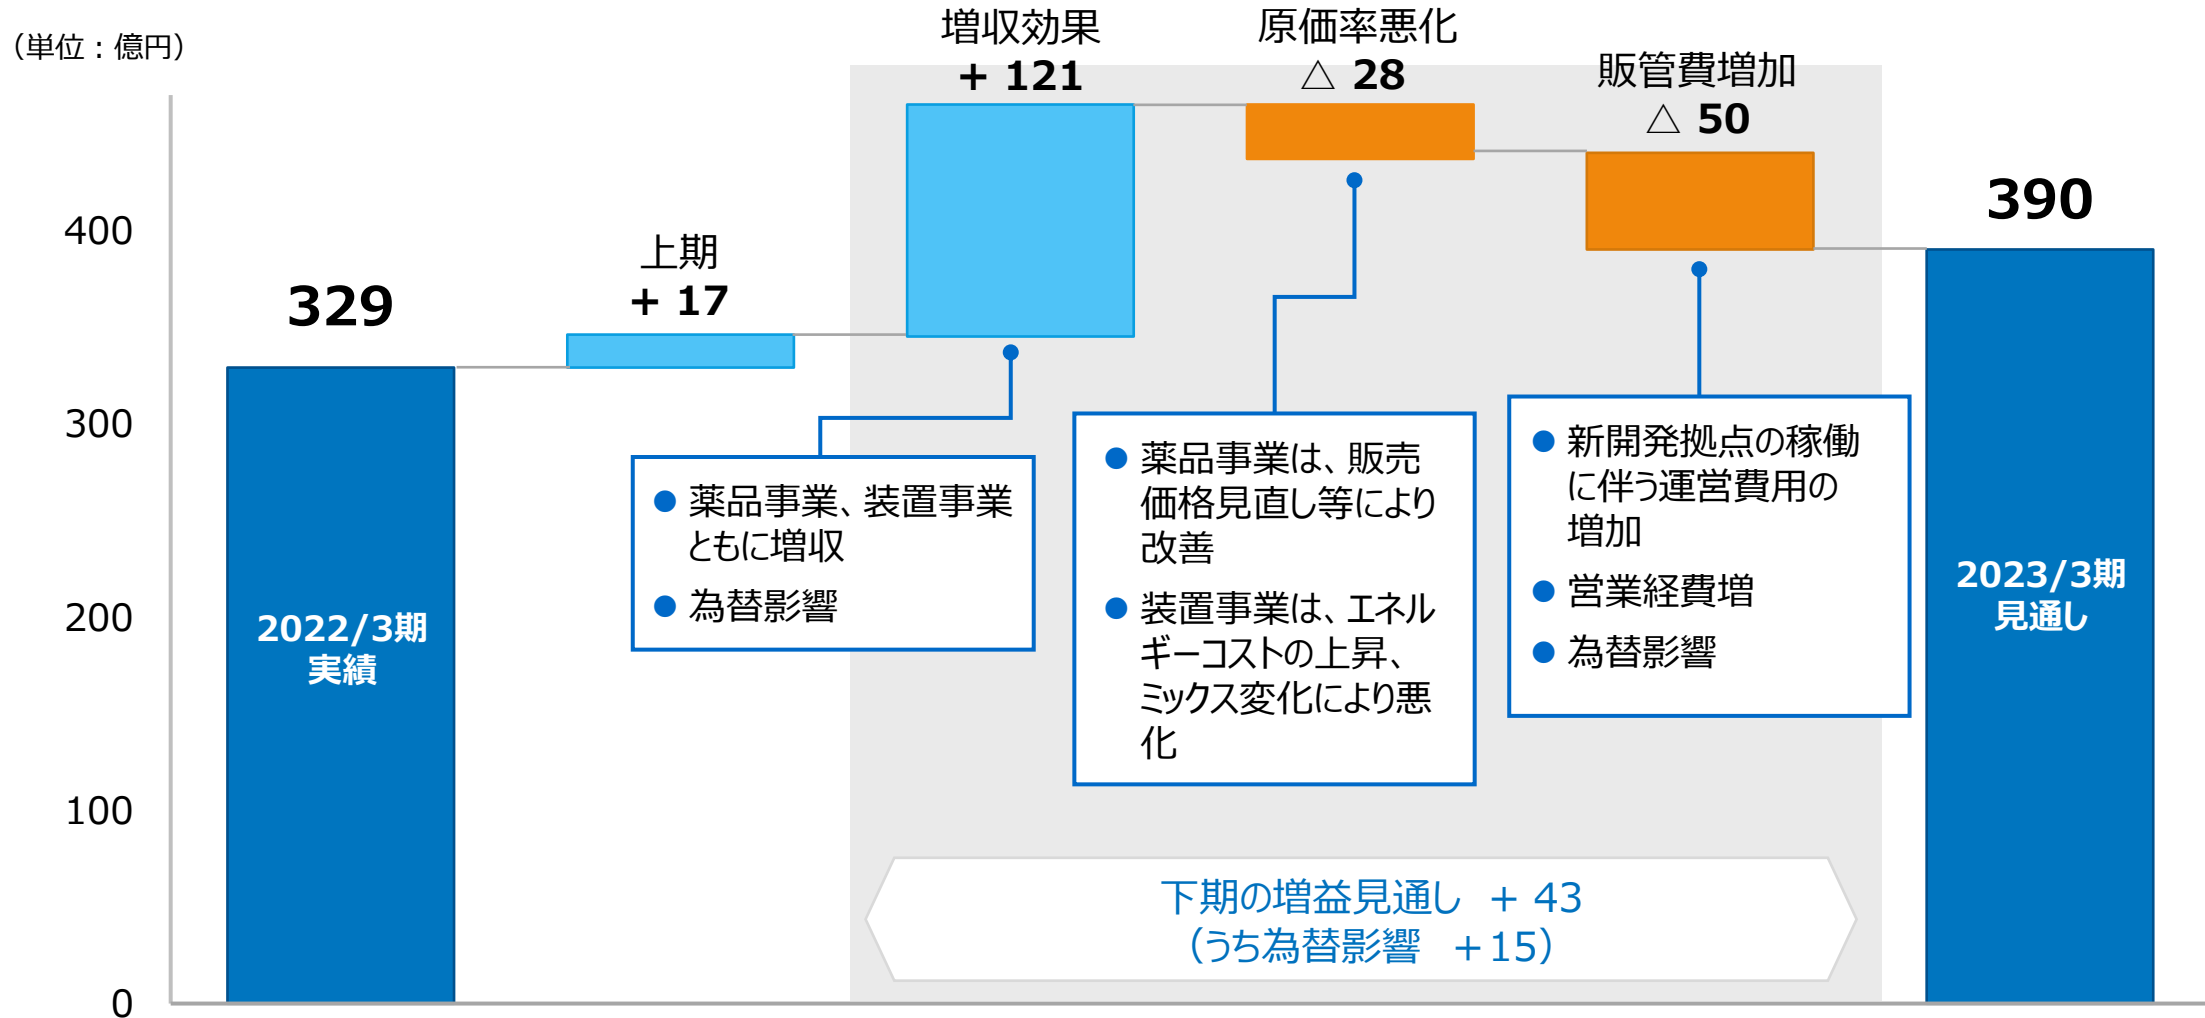 （単位：億円）
増収効果
+ 121
原価率悪化
△ 28
販管費増加
△ 50
上期
+ 17
329
390
400
300
200
100
0
2022/3期
実績
2023/3期
見通し
● 薬品事業、装置事業
ともに増収
● 為替影響
● 薬品事業は、販売
価格見直し等により
改善
● 装置事業は、エネル
ギーコストの上昇、
ミックス変化により悪
化
● 新開発拠点の稼働
に伴う運営費用の
増加
● 営業経費増
● 為替影響
下期の増益見通し + 43
（うち為替影響 +15）